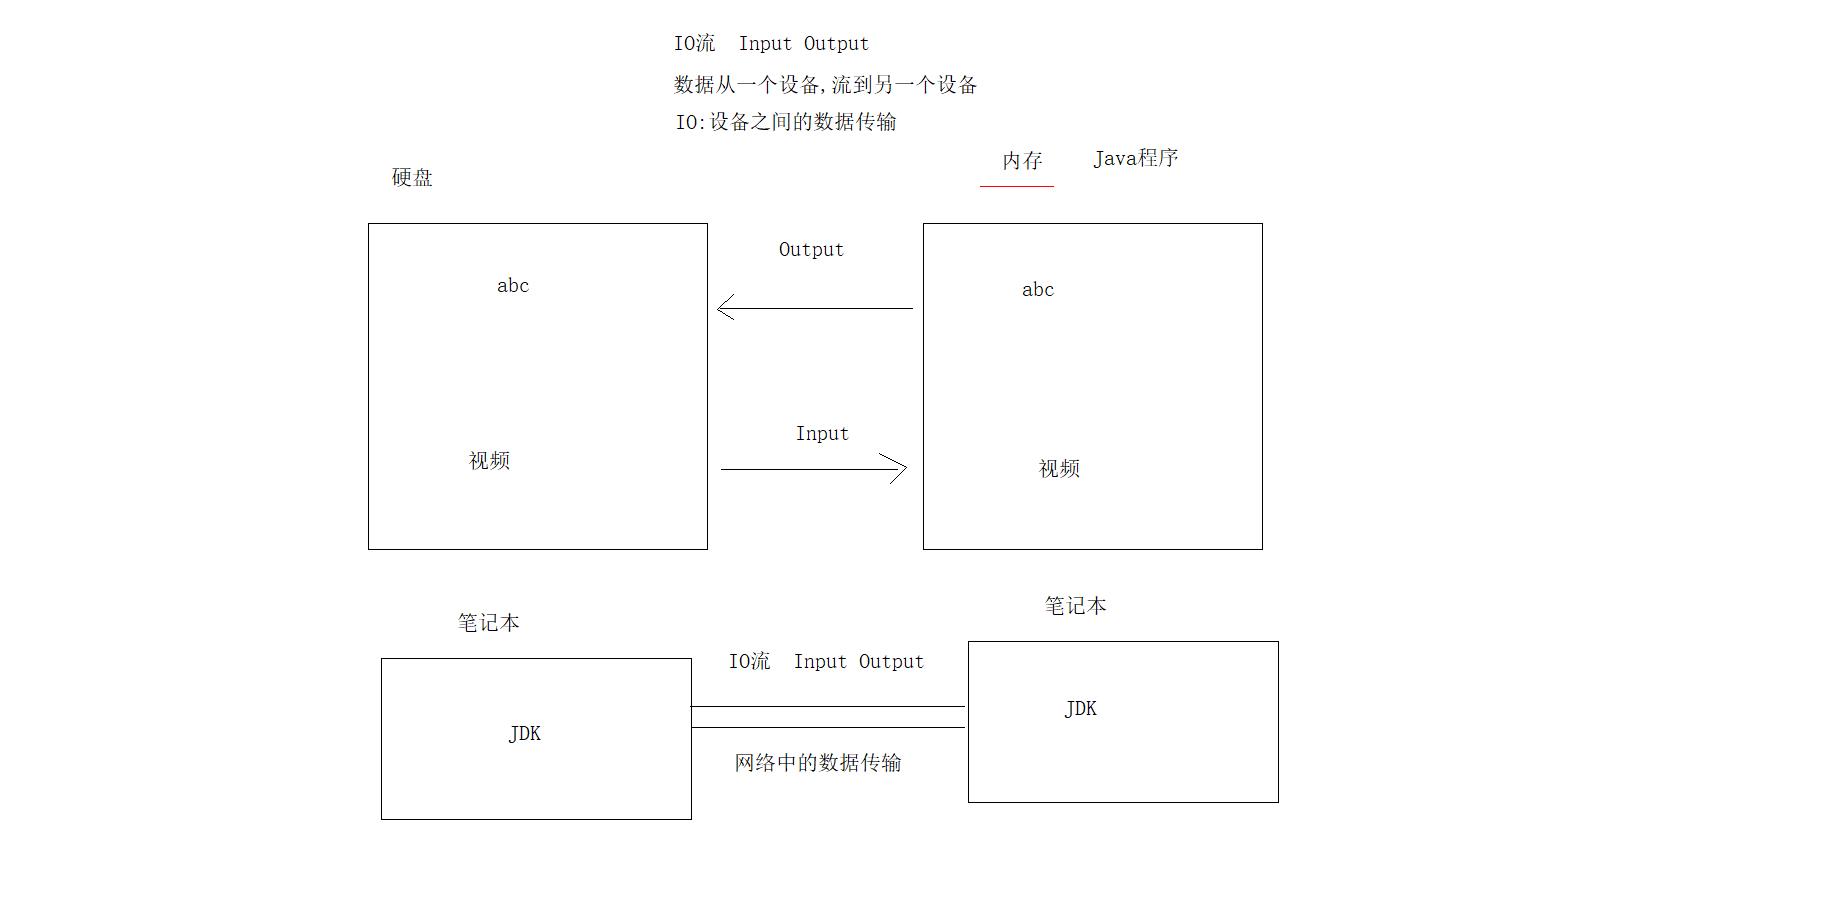 IO流  Input Output
数据从一个设备,流到另一个设备
IO:设备之间的数据传输
硬盘
内存
Java程序
abc
Output
abc
视频
Input
视频
笔记本
笔记本
JDK
IO流  Input Output
网络中的数据传输
JDK